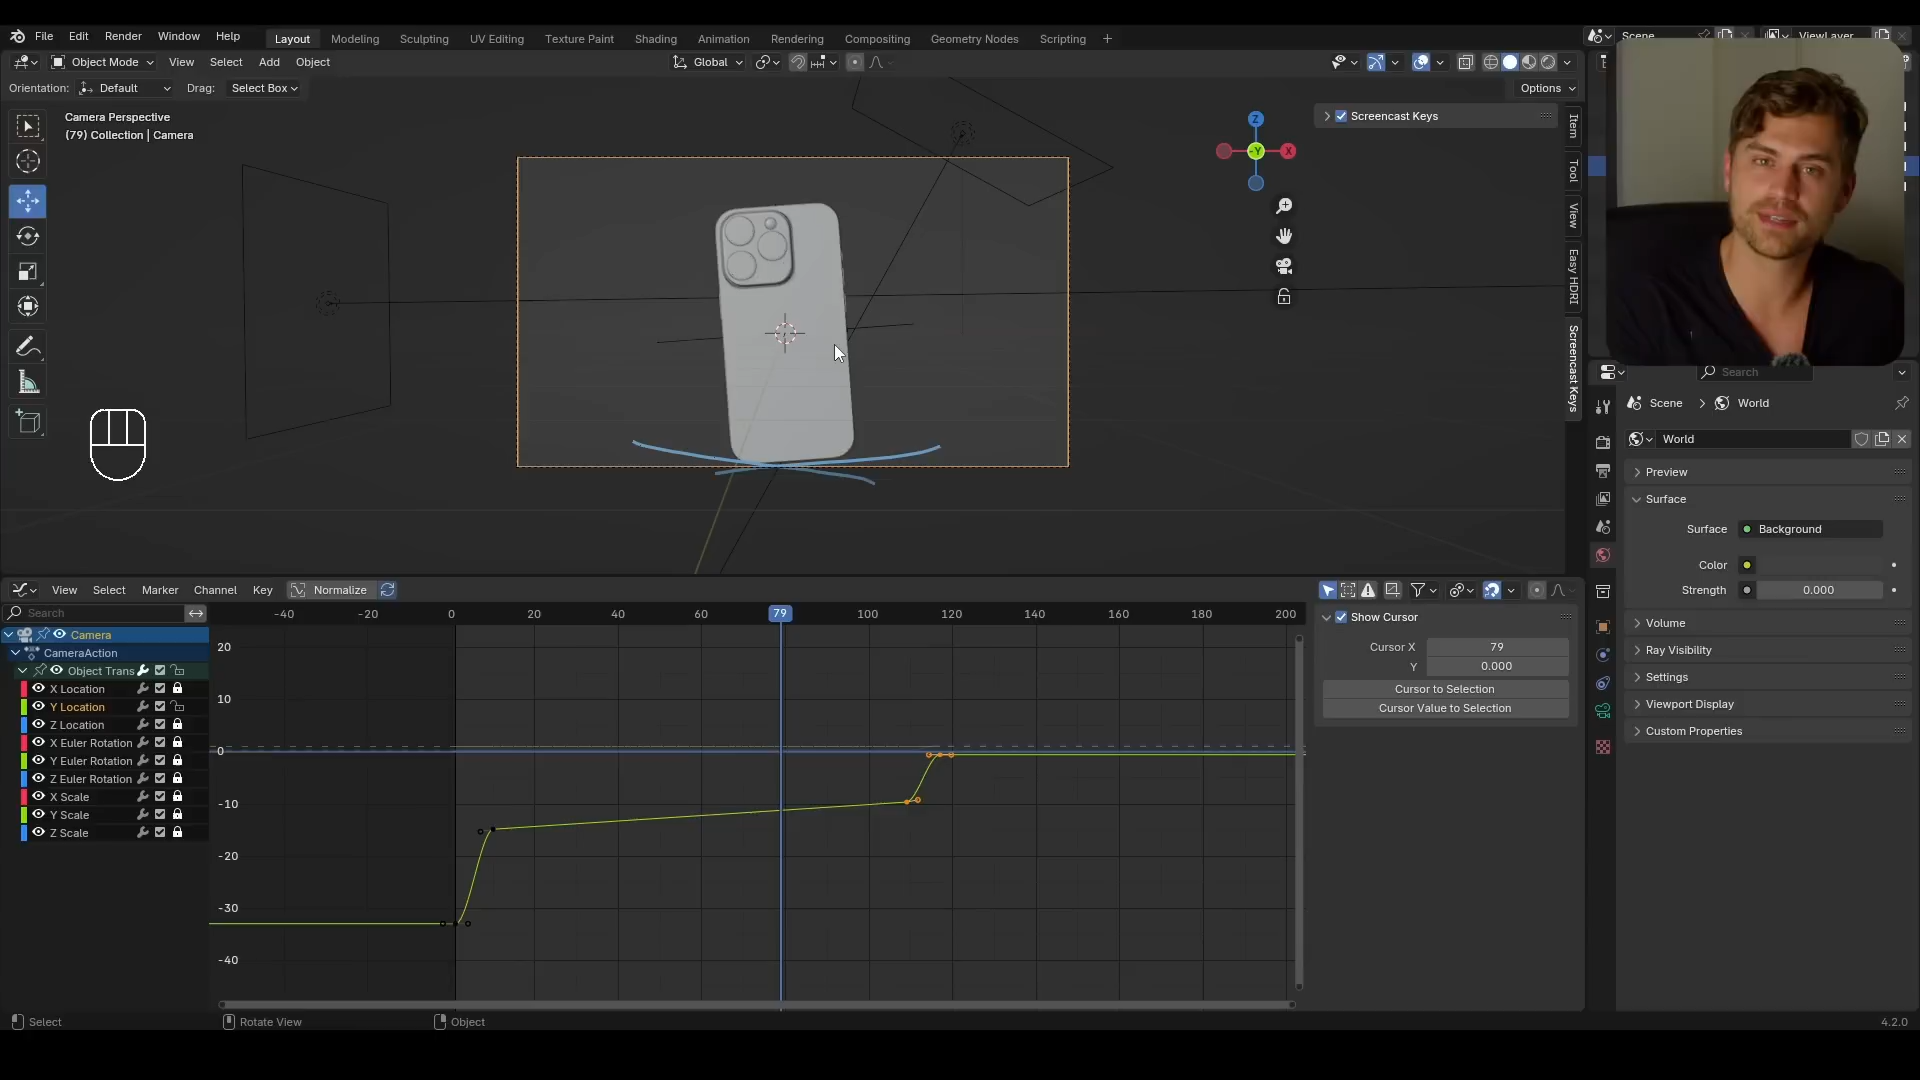 File Edit Render Window Help Layout Modeling Sculpting UV Editing Texture Paint Shading Animation Rendering Compositing Geometry Nodes Scripting + Scene ViewLayer
Object Mode View Select Add Object Global
Orientation: Default Drag: Select Box Options
Camera Perspective
(79) Collection | Camera
Z
-Y
X
Screencast Keys
Item
Tool
View
Easy HDRI
Screencast Keys
Search
Scene > World
World
Preview
Surface
Surface Background
Color
Strength 0.000
Volume
Ray Visibility
Settings
Viewport Display
Custom Properties
View Select Marker Channel Key Normalize
Search
-40 -20 0 20 40 60 79 100 120 140 160 180 200
Camera
CameraAction
Object Trans
X Location
Y Location
Z Location
X Euler Rotation
Y Euler Rotation
Z Euler Rotation
X Scale
Y Scale
Z Scale
20
10
0
-10
-20
-30
-40
Show Cursor
Cursor X 79
Y 0.000
Cursor to Selection
Cursor Value to Selection
Select Rotate View Object 4.2.0